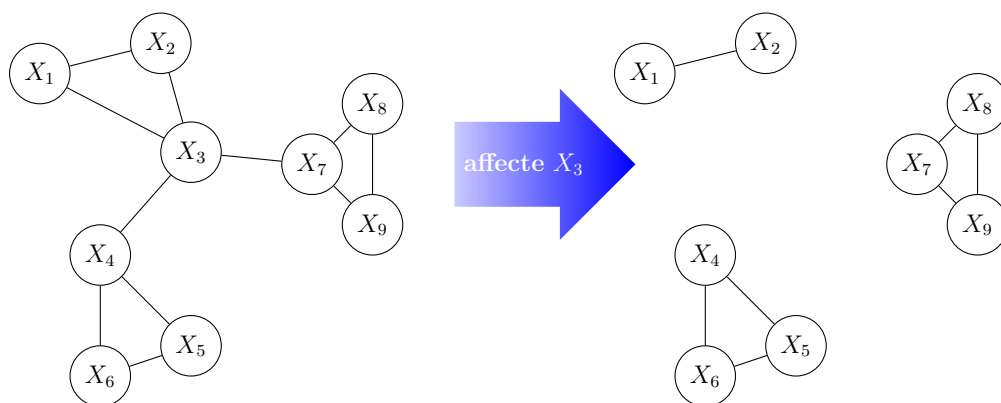 X₁
X₂
X₃
X₇
X₈
X₉
X₄
X₅
X₆
affecte X₃
X₁
X₂
X₈
X₇
X₉
X₄
X₅
X₆